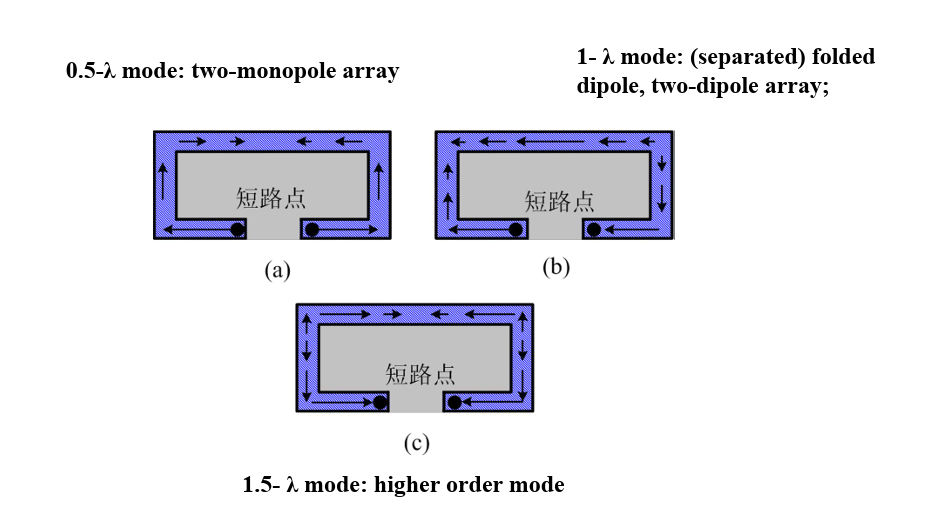 0.5-λ mode: two-monopole array
1- λ mode: (separated) folded
dipole, two-dipole array;
短路点
短路点
(a)
(b)
短路点
(c)
1.5- λ mode: higher order mode